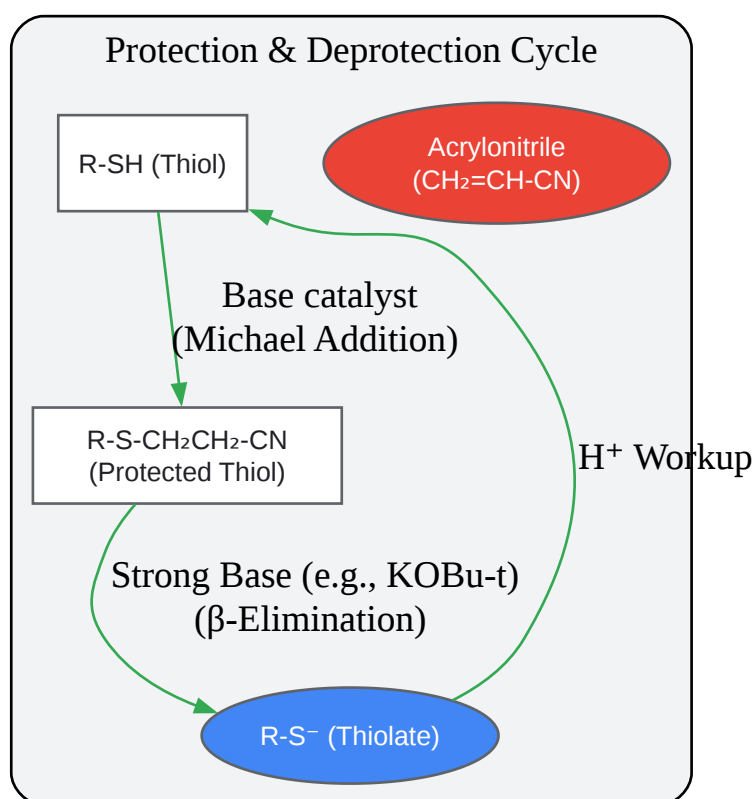 Protection & Deprotection Cycle
R-SH (Thiol)
Acrylonitrile
(CH₂=CH-CN)
Base catalyst
(Michael Addition)
R-S-CH₂CH₂-CN
(Protected Thiol)
H⁺ Workup
Strong Base (e.g., KOBu-t)
(β-Elimination)
R-S⁻ (Thiolate)